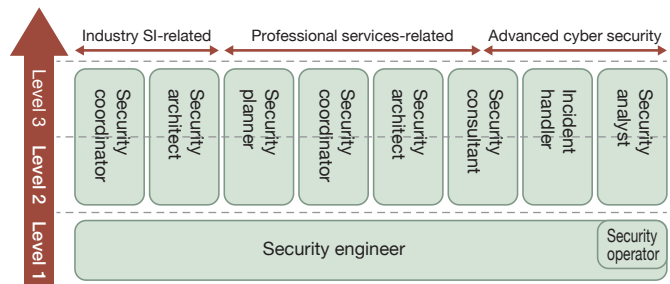 Industry SI-related
Professional services-related
Advanced cyber security
Level 3
Level 2
Level 1
Security
coordinator
Security
architect
Security
planner
Security
coordinator
Security
architect
Security
consultant
Incident
handler
Security
analyst
Security engineer
Security
operator